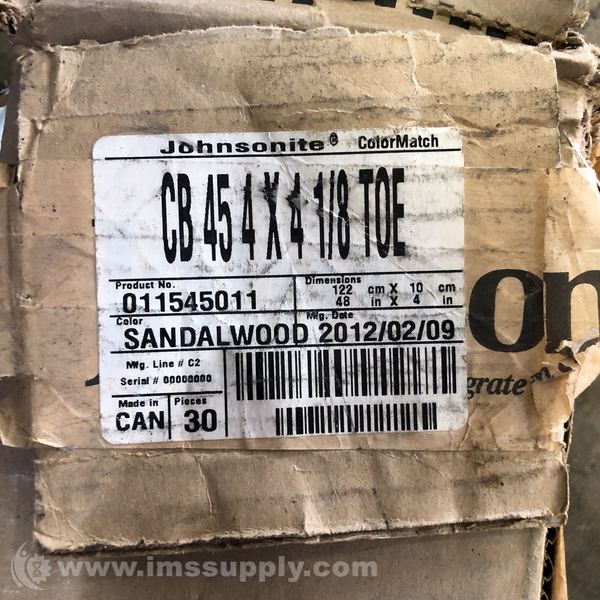 Johnsonite® ColorMatch
CB 45 4 X 4 1/8 TOE
Product No.
011545011
Dimensions
122 cm X 10 cm
48 in X 4 in
Color
SANDALWOOD
Mfg. Date
2012/02/09
Mfg. Line # C2
Serial # 00000000
Made in
CAN
Pieces
30
on
grate™
www.imssupply.com